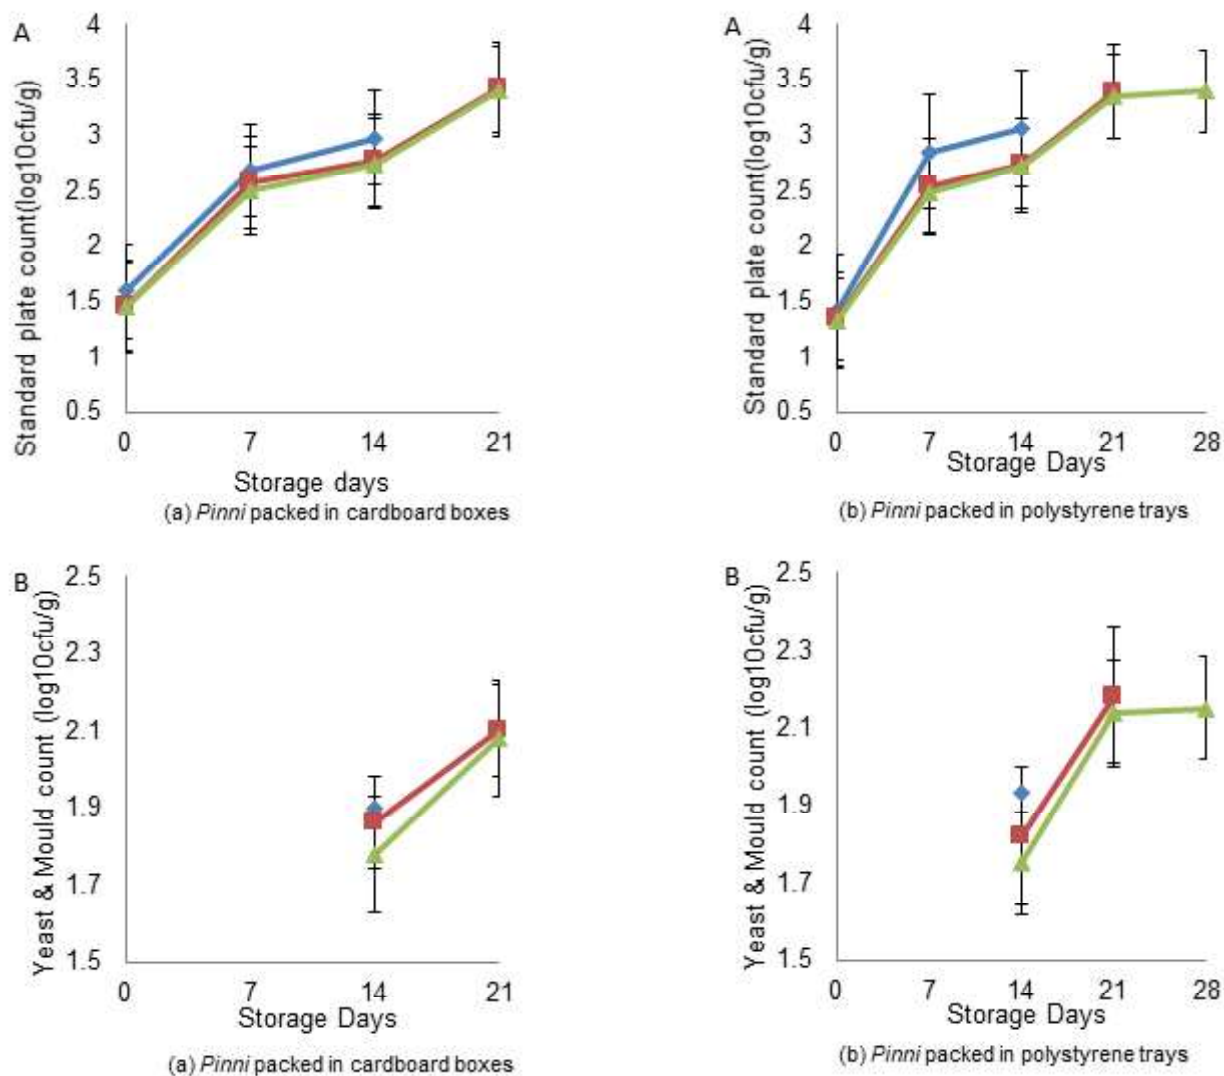 A
Standard plate count(log10cfu/g)
4
3.5
3
2.5
2
1.5
1
0.5
0 7 14 21
Storage days
(a) Pinni packed in cardboard boxes
A
Standard plate count(log10cfu/g)
4
3.5
3
2.5
2
1.5
1
0.5
0 7 14 21 28
Storage Days
(b) Pinni packed in polystyrene trays
B
Yeast & Mould count (log10cfu/g)
2.5
2.3
2.1
1.9
1.7
1.5
0 7 14 21
Storage Days
(a) Pinni packed in cardboard boxes
B
Yeast & Mould count (log10cfu/g)
2.5
2.3
2.1
1.9
1.7
1.5
0 7 14 21 28
Storage Days
(b) Pinni packed in polystyrene trays